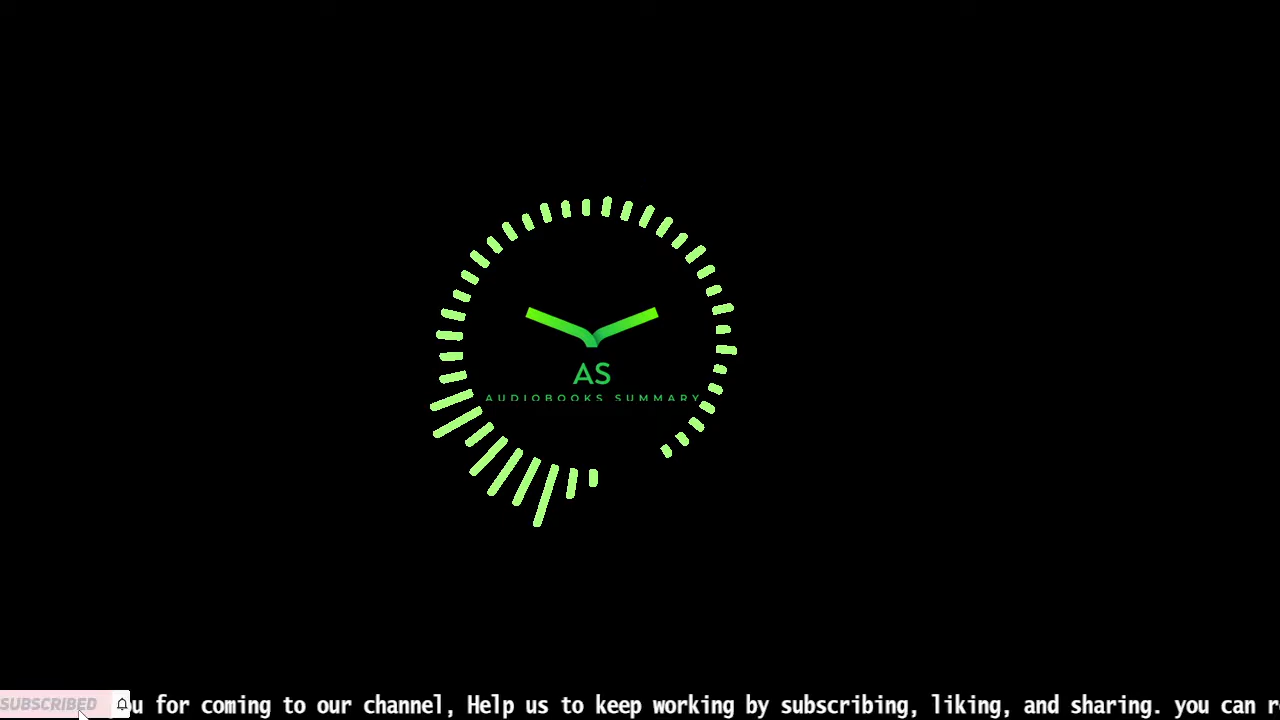 AS
AUDIOBOOKS SUMMARY
SUBSCRIBED
for coming to our channel, Help us to keep working by subscribing, liking, and sharing. you can